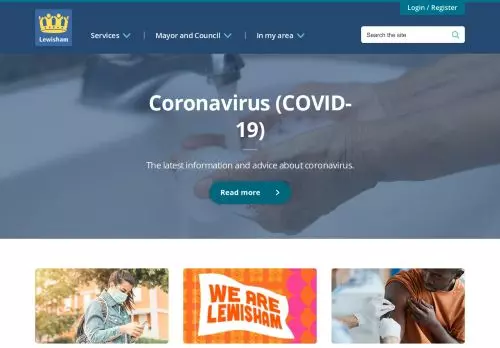 Login / Register
Lewisham
Services
Mayor and Council
In my area
Search the site
Coronavirus (COVID-
19)
The latest information and advice about coronavirus.
Read more
WE ARE
LEWISHAM